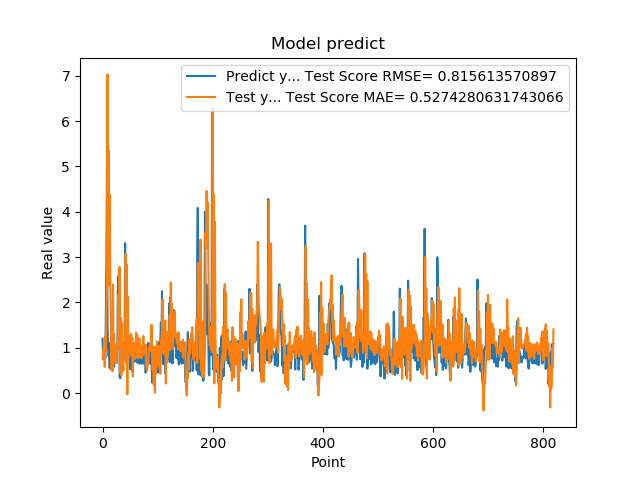 Model predict
Predict y... Test Score RMSE= 0.815613570897
Test y... Test Score MAE= 0.5274280631743066
Real value
7
6
5
4
3
2
1
0
0 200 400 600 800
Point